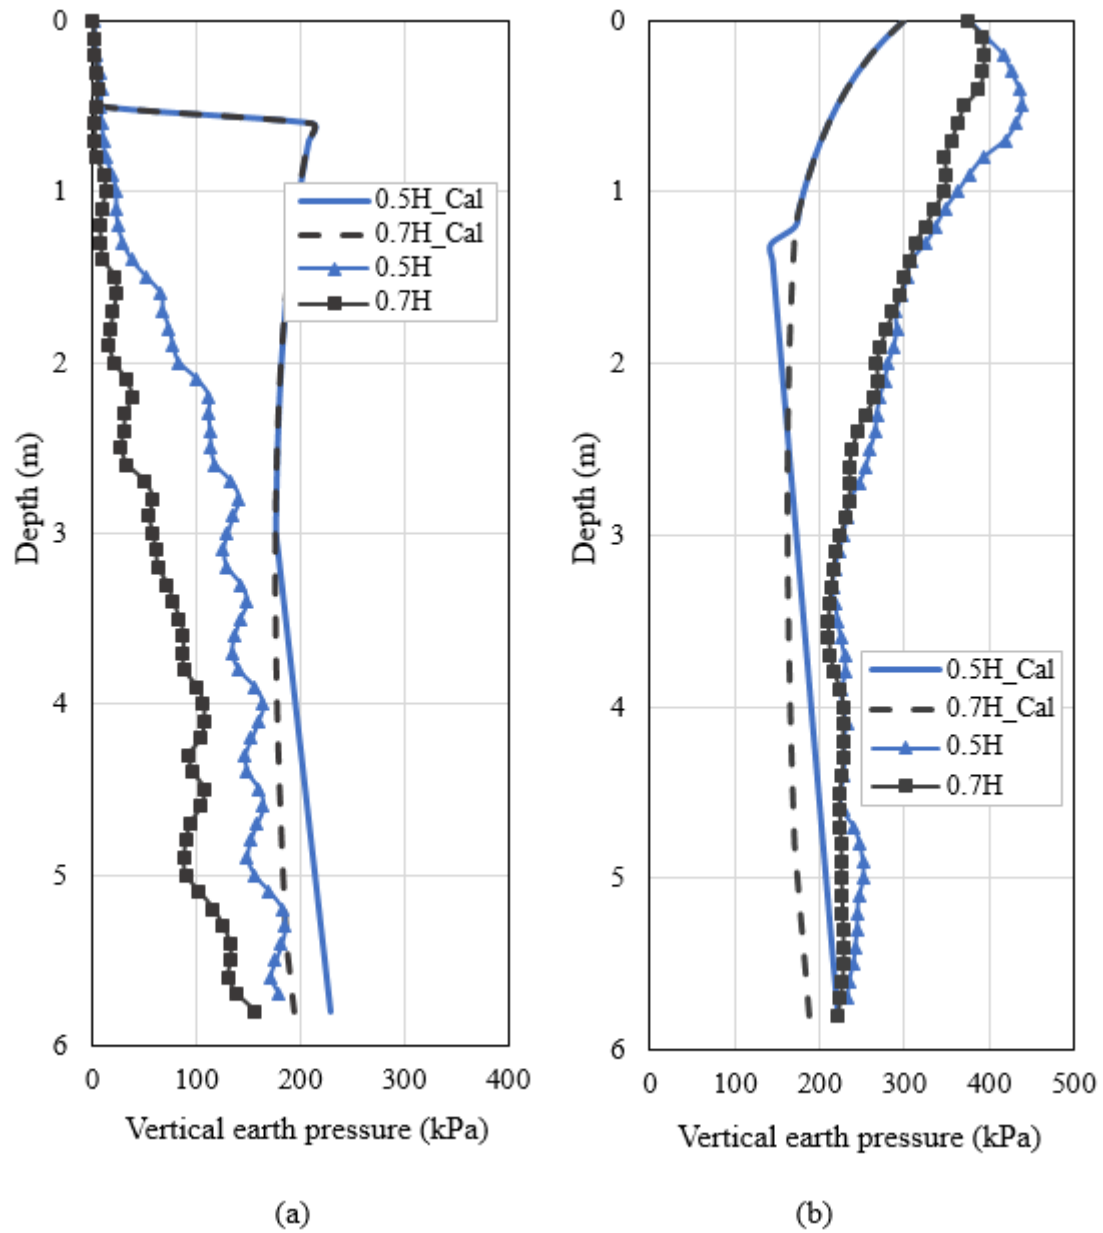 0
1
2
3
4
5
6
Depth (m)
0 100 200 300 400
Vertical earth pressure (kPa)
0.5H_Cal
0.7H_Cal
0.5H
0.7H
(a)
0
1
2
3
4
5
6
Depth (m)
0 100 200 300 400 500
Vertical earth pressure (kPa)
0.5H_Cal
0.7H_Cal
0.5H
0.7H
(b)